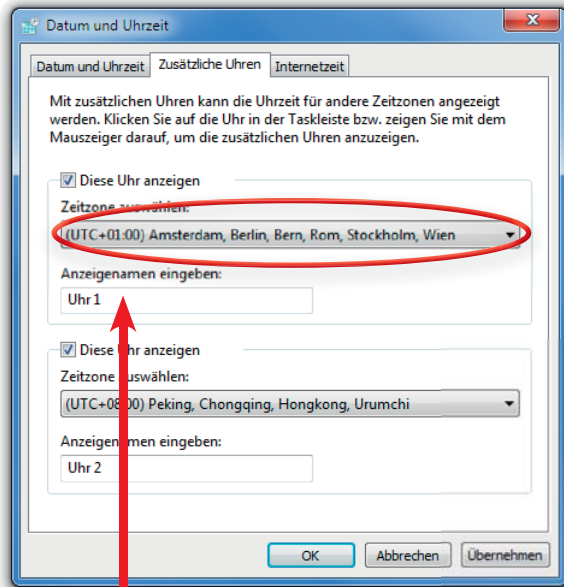 Datum und Uhrzeit
Datum und Uhrzeit Zusätzliche Uhren Internetzeit
Mit zusätzlichen Uhren kann die Uhrzeit für andere Zeitzonen angezeigt
werden. Klicken Sie auf die Uhr in der Taskleiste bzw. zeigen Sie mit dem
Mauszeiger darauf, um die zusätzlichen Uhren anzuzeigen.
Diese Uhr anzeigen
Zeitzone auswählen:
(UTC+01:00) Amsterdam, Berlin, Bern, Rom, Stockholm, Wien
Anzeigenamen eingeben:
Uhr 1
Diese Uhr anzeigen
Zeitzone auswählen:
(UTC+08:00) Peking, Chongqing, Hongkong, Urumchi
Anzeigenamen eingeben:
Uhr 2
OK Abbrechen Übernehmen